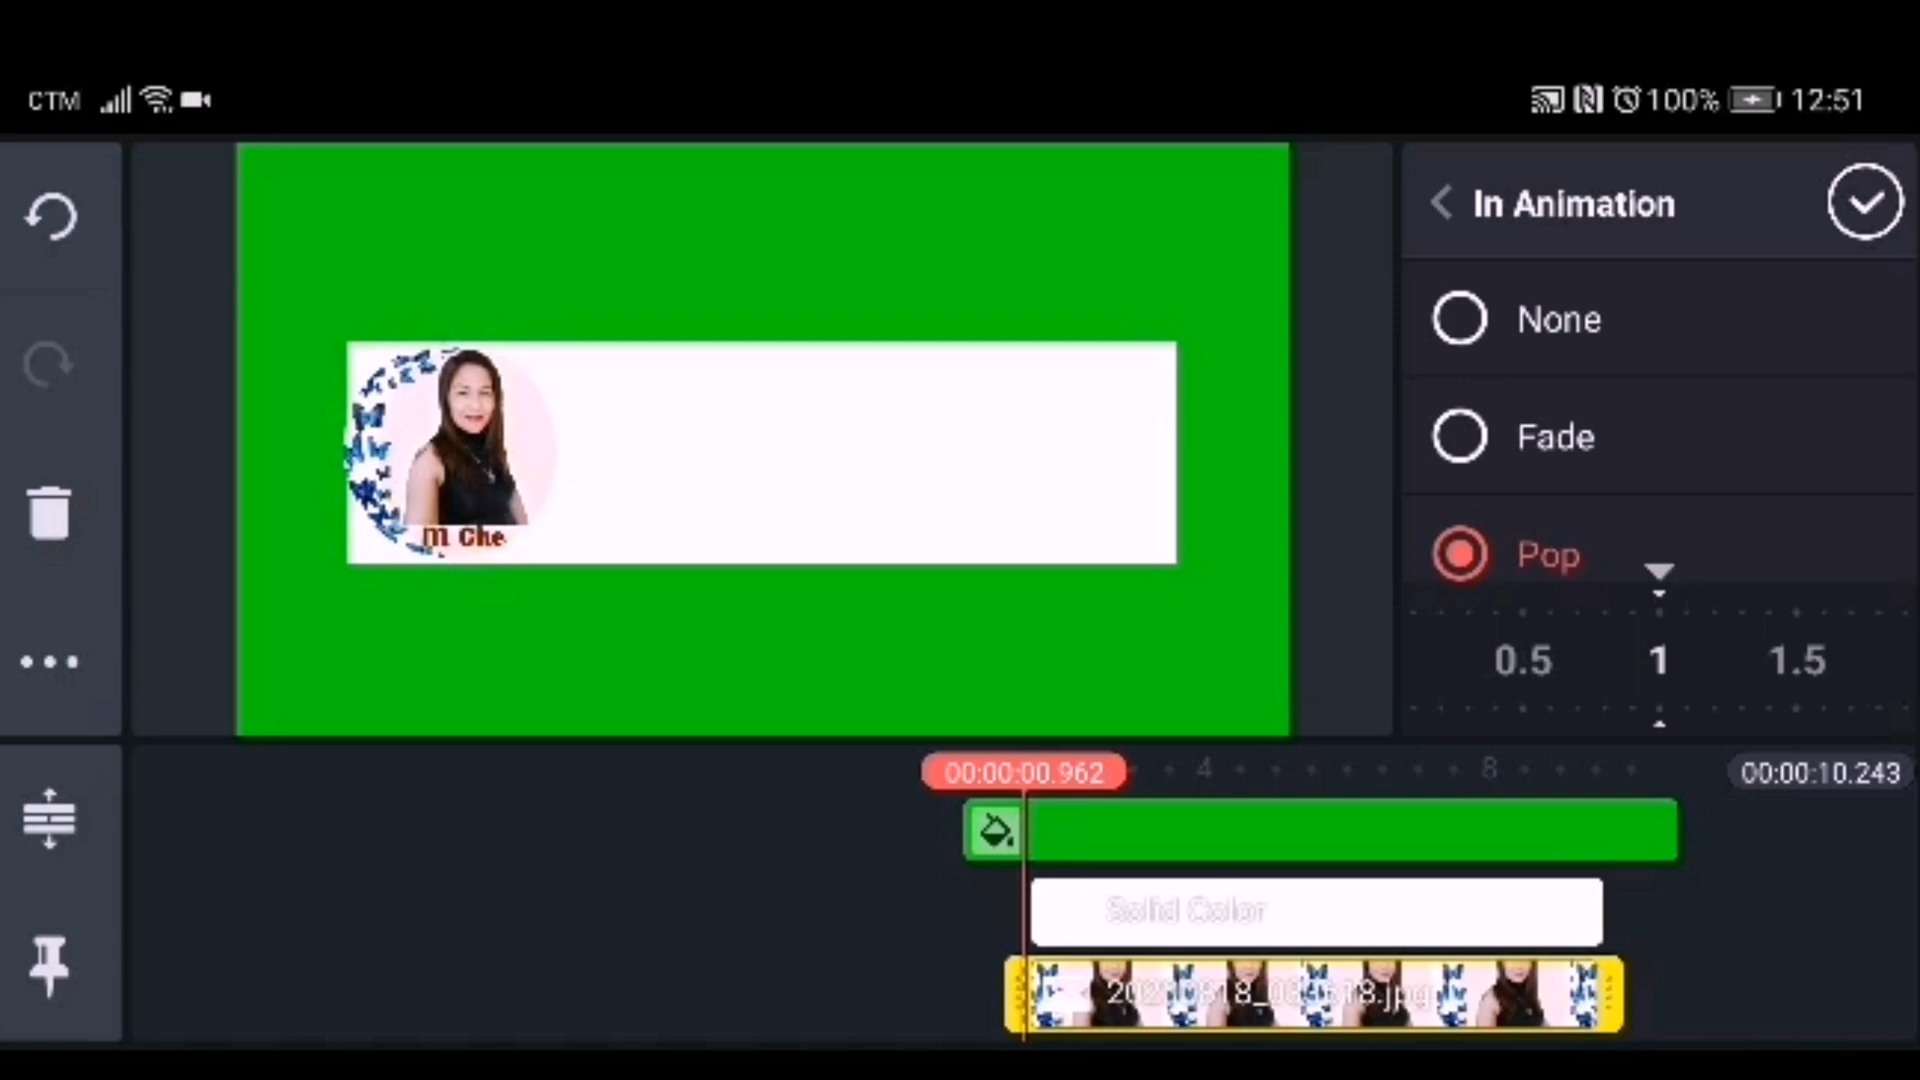 CTM
100%
12:51
In Animation
None
Fade
Pop
0.5 1 1.5
m Che
00:00:00.962
4
8
00:00:10.243
Solid Color